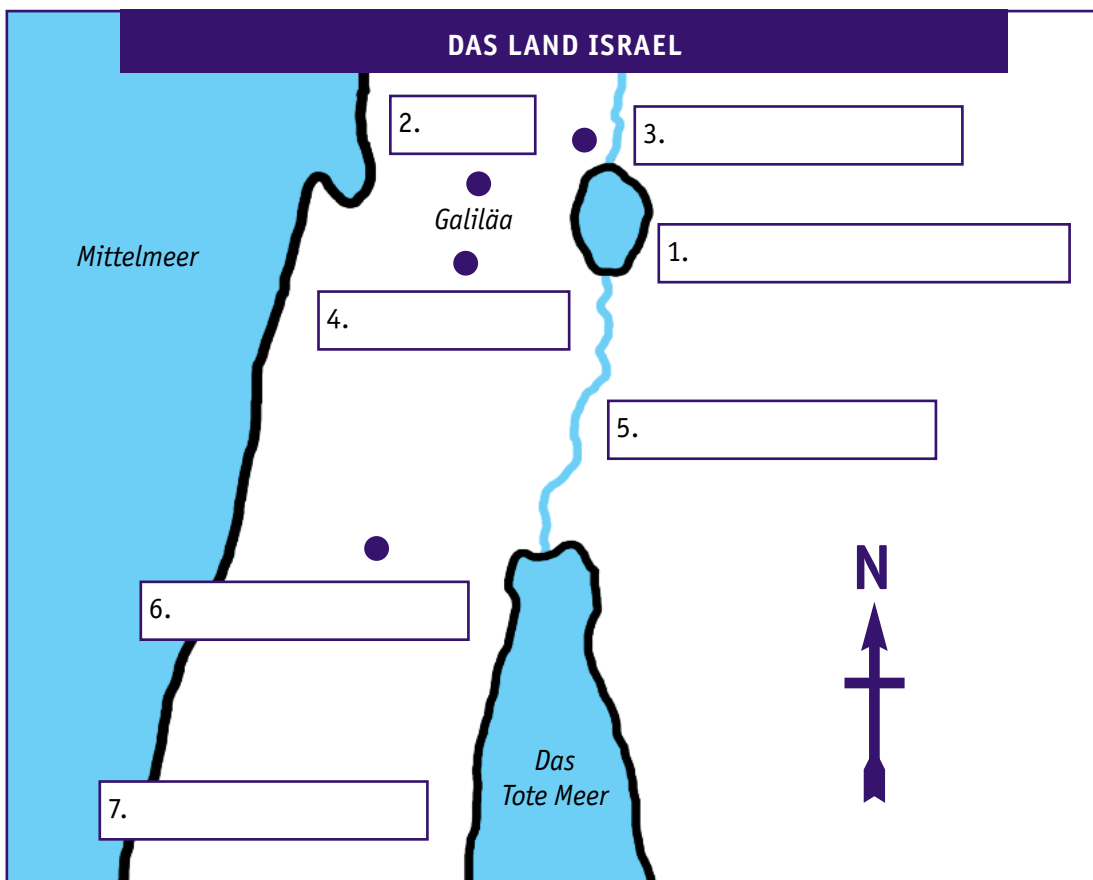 DAS LAND ISRAEL
2.
3.
Galiläa
Mittelmeer
1.
4.
5.
N
6.
Das
Tote Meer
7.